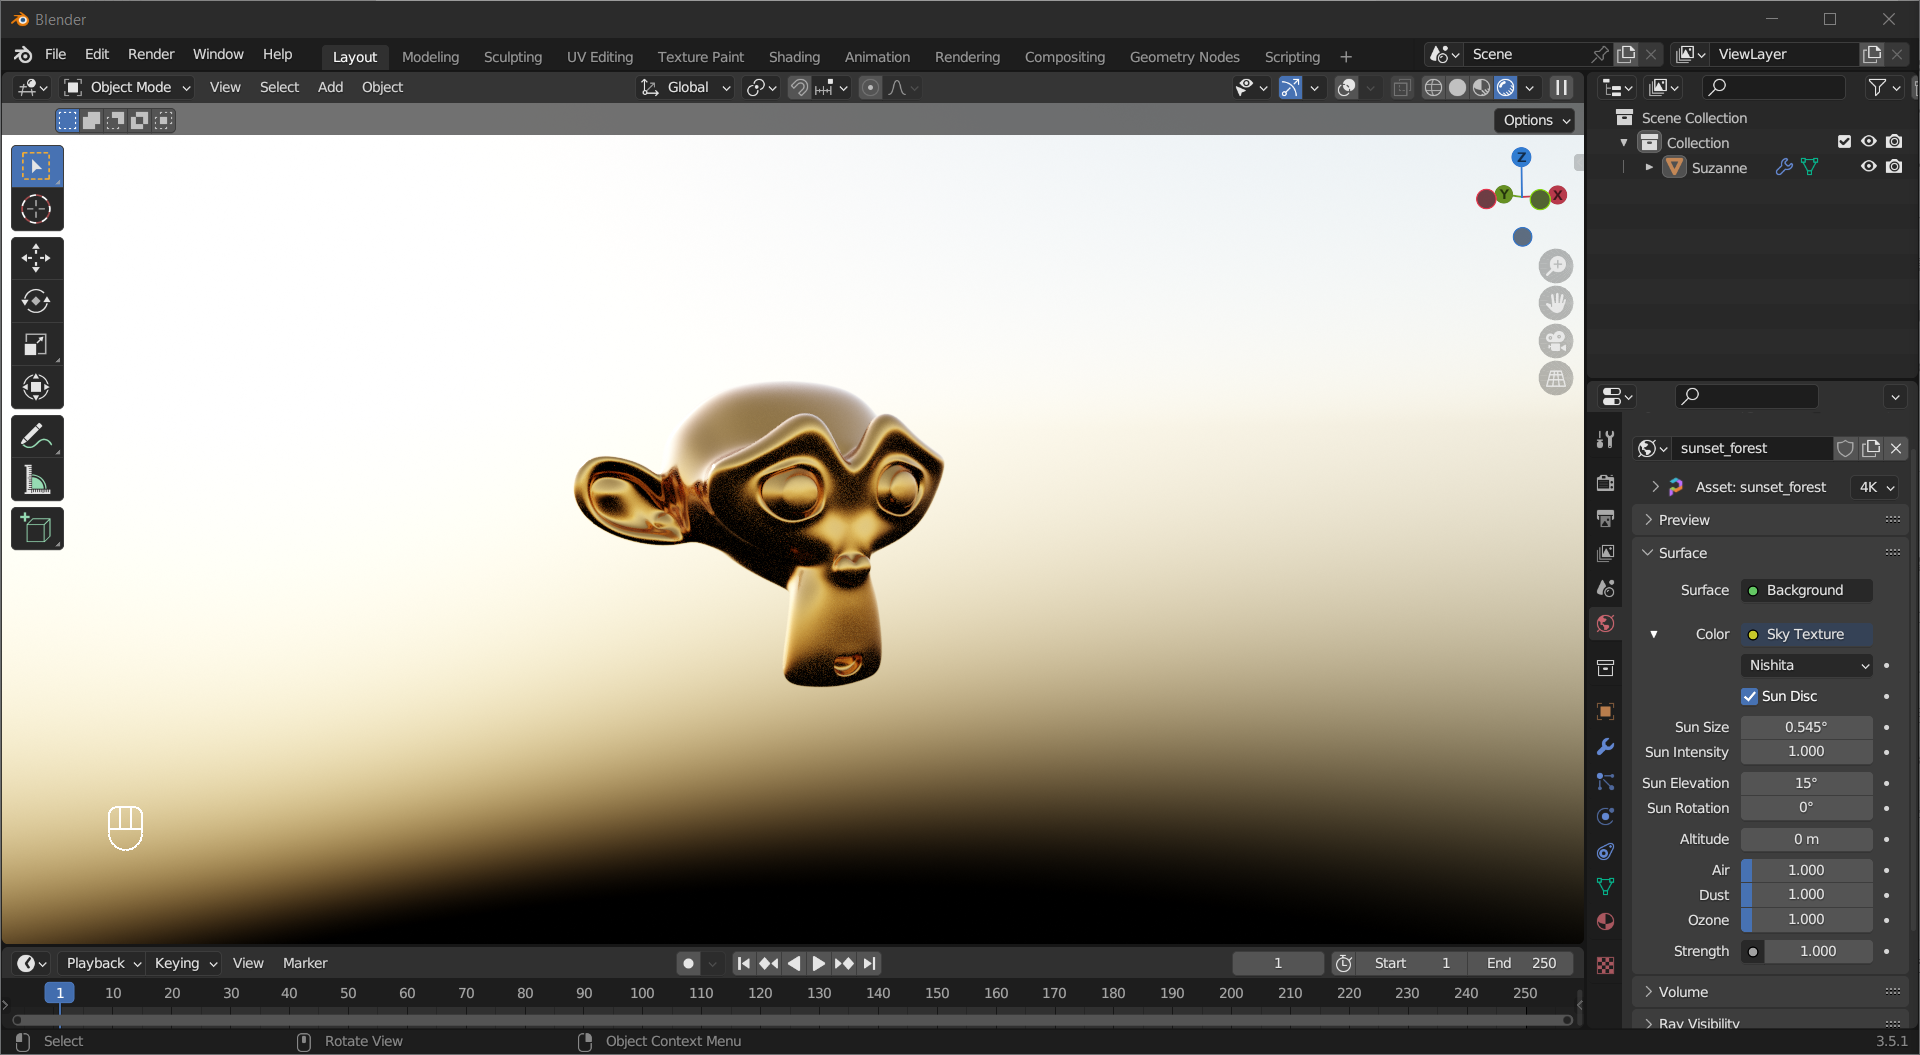 Blender
File Edit Render Window Help Layout Modeling Sculpting UV Editing Texture Paint Shading Animation Rendering Compositing Geometry Nodes Scripting + Scene ViewLayer
Object Mode View Select Add Object Global
Options
Z
Y X
Scene Collection
Collection
Suzanne
sunset_forest
Asset: sunset_forest 4K
Preview
Surface
Surface Background
Color Sky Texture
Nishita
Sun Disc
Sun Size 0.545°
Sun Intensity 1.000
Sun Elevation 15°
Sun Rotation 0°
Altitude 0 m
Air 1.000
Dust 1.000
Ozone 1.000
Strength 1.000
Volume
Ray Visibility
Playback Keying View Marker 1 Start 1 End 250
1 10 20 30 40 50 60 70 80 90 100 110 120 130 140 150 160 170 180 190 200 210 220 230 240 250
Select Rotate View Object Context Menu 3.5.1